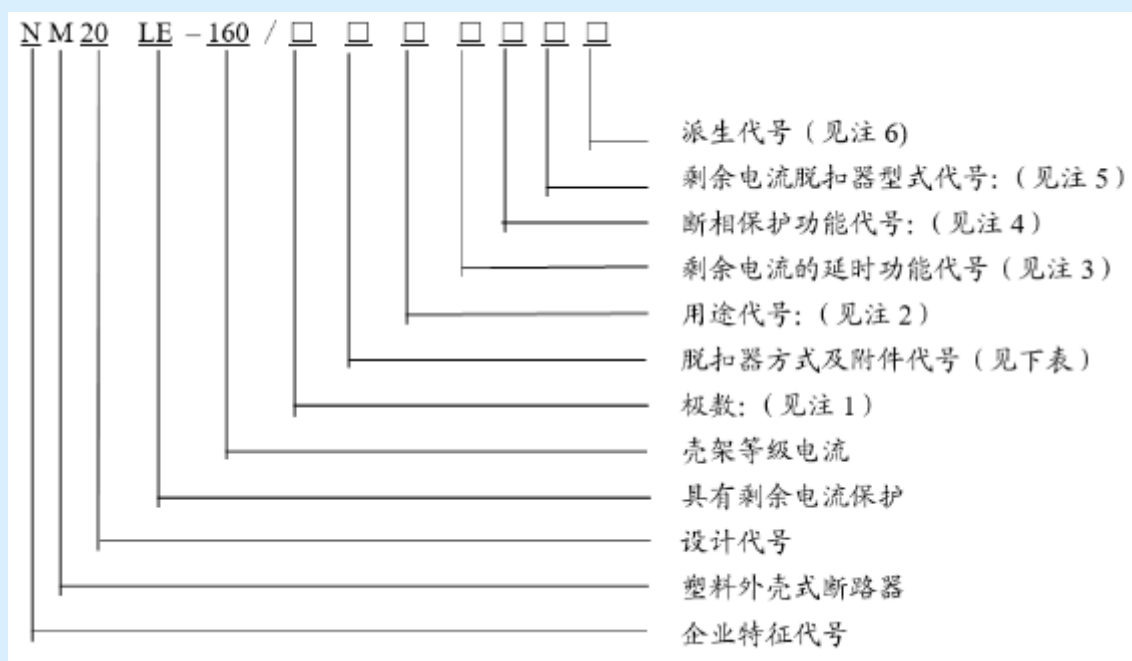 N M 20 LE - 160 / □ □ □ □ □ □ □
派生代号（见注 6)
剩余电流脱扣器型式代号:（见注 5）
断相保护功能代号:（见注 4）
剩余电流的延时功能代号（见注 3）
用途代号:（见注 2）
脱扣器方式及附件代号（见下表）
极数:（见注 1）
壳架等级电流
具有剩余电流保护
设计代号
塑料外壳式断路器
企业特征代号